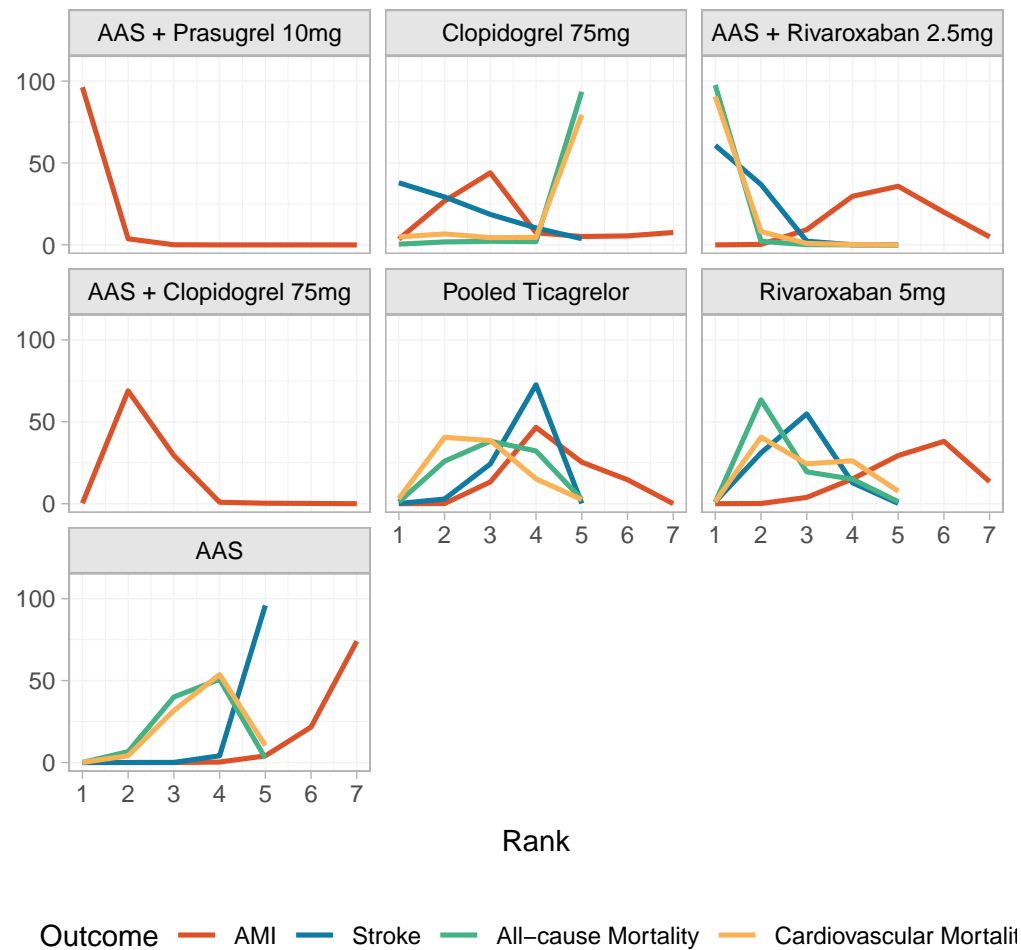 AAS + Prasugrel 10mg Clopidogrel 75mg AAS + Rivaroxaban 2.5mg
100
50
0
AAS + Clopidogrel 75mg Pooled Ticagrelor Rivaroxaban 5mg
100
50
0
1 2 3 4 5 6 7 1 2 3 4 5 6 7
AAS
100
50
0
1 2 3 4 5 6 7
Rank
Outcome AMI Stroke All−cause Mortality Cardiovascular Mortalit